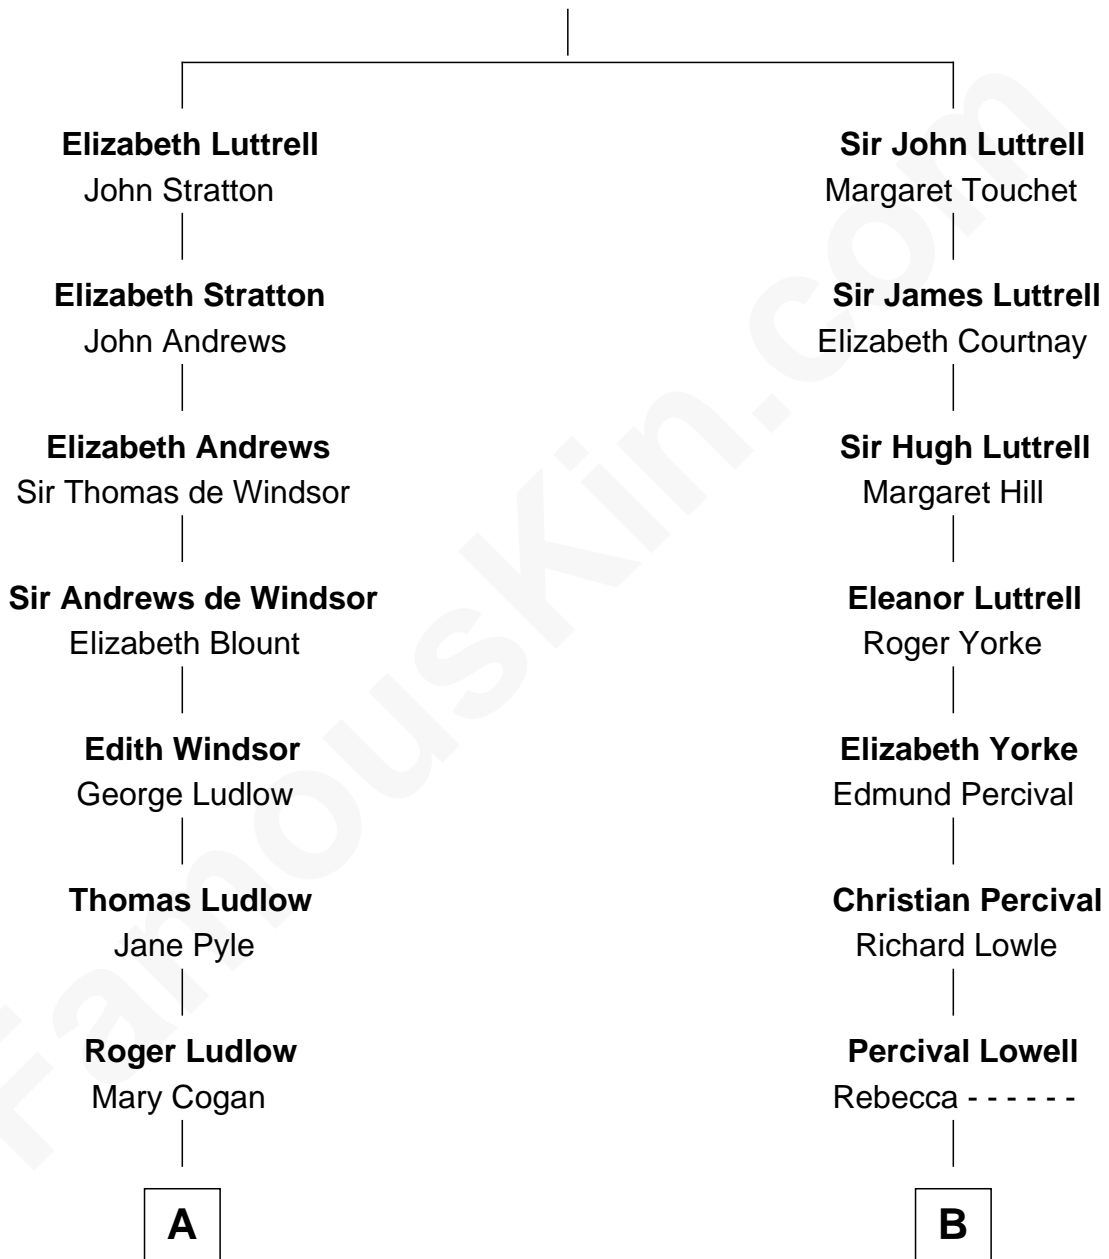 Elizabeth Luttrell
John Stratton
Sir John Luttrell
Margaret Touchet
Elizabeth Stratton
John Andrews
Sir James Luttrell
Elizabeth Courtnay
Elizabeth Andrews
Sir Thomas de Windsor
Sir Hugh Luttrell
Margaret Hill
Sir Andrews de Windsor
Elizabeth Blount
Eleanor Luttrell
Roger Yorke
Edith Windsor
George Ludlow
Elizabeth Yorke
Edmund Percival
Thomas Ludlow
Jane Pyle
Christian Percival
Richard Lowle
Roger Ludlow
Mary Cogan
Percival Lowell
Rebecca - - - - - -
A
B
FamousKin.com